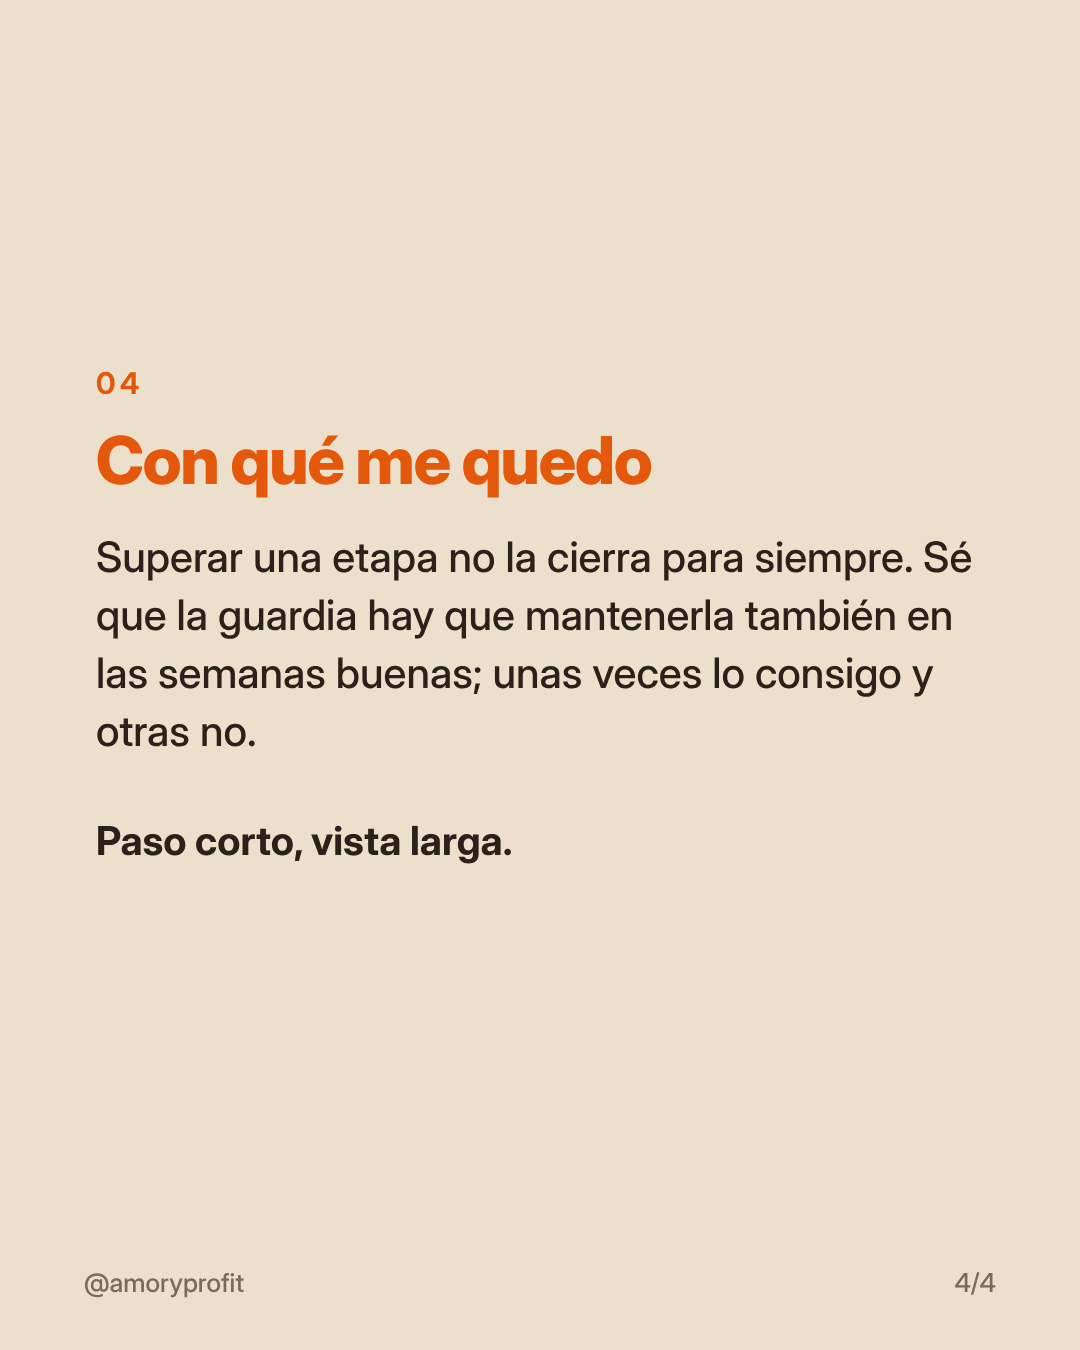 04
Con qué me quedo
Superar una etapa no la cierra para siempre. Sé
que la guardia hay que mantenerla también en
las semanas buenas; unas veces lo consigo y
otras no.
Paso corto, vista larga.
@amoryprofit
4/4